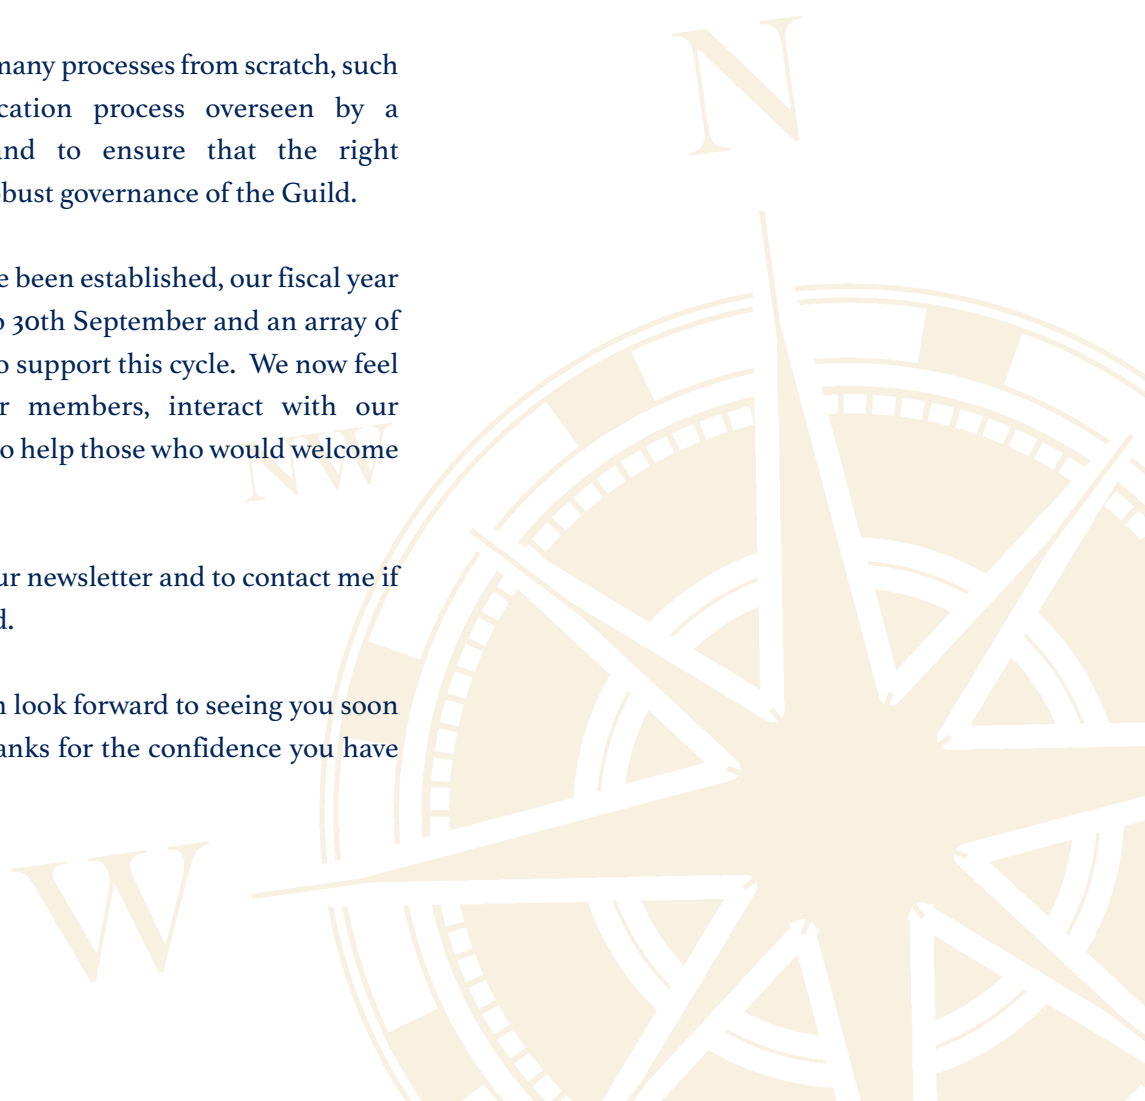 many processes from scratch, such
cation process overseen by a
and to ensure that the right
bust governance of the Guild.
been established, our fiscal year
30th September and an array of
support this cycle. We now feel
members, interact with our
help those who would welcome
newsletter and to contact me if
look forward to seeing you soon
for the confidence you have
N
NW
W